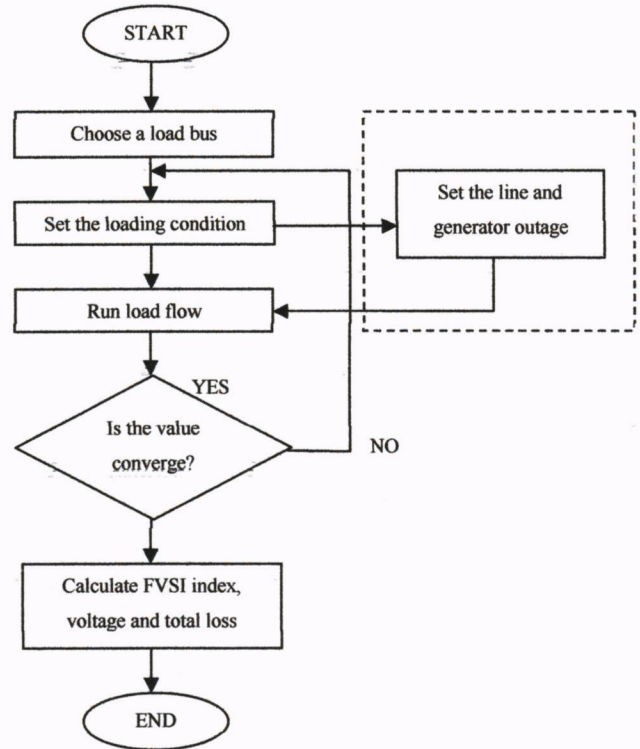 START
Choose a load bus
Set the loading condition
Set the line and
generator outage
Run load flow
YES
Is the value
converge?
NO
Calculate FVSI index,
voltage and total loss
END